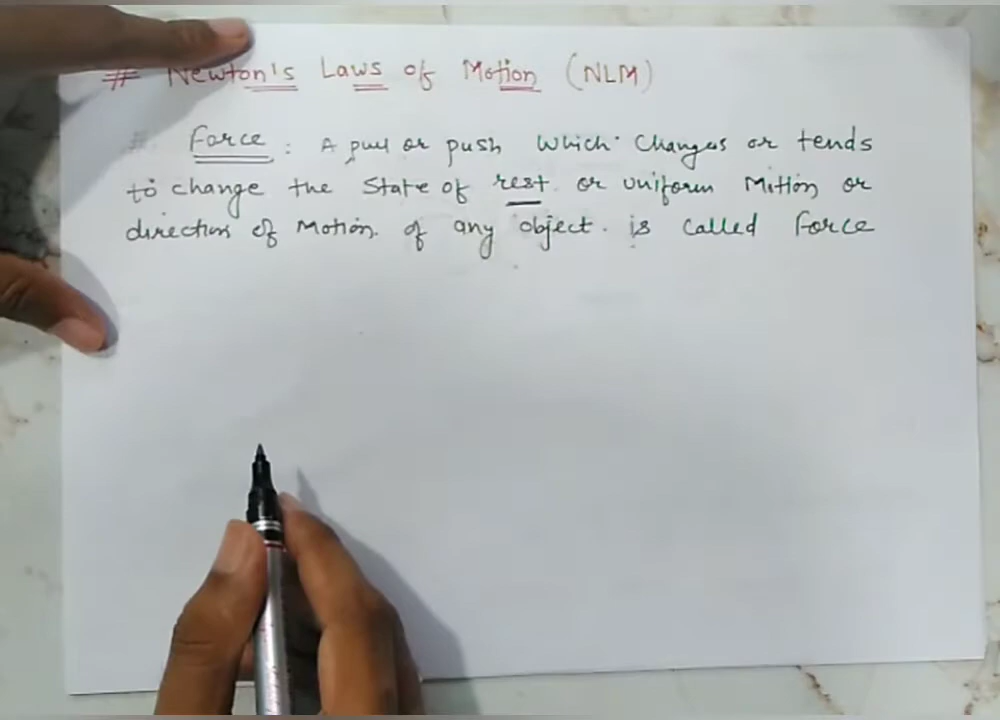 # Newton's Laws of Motion (NLM)
# Force : A pull or push which changes or tends
to change the state of rest or uniform Motion or
direction of Motion. of any object. is called force